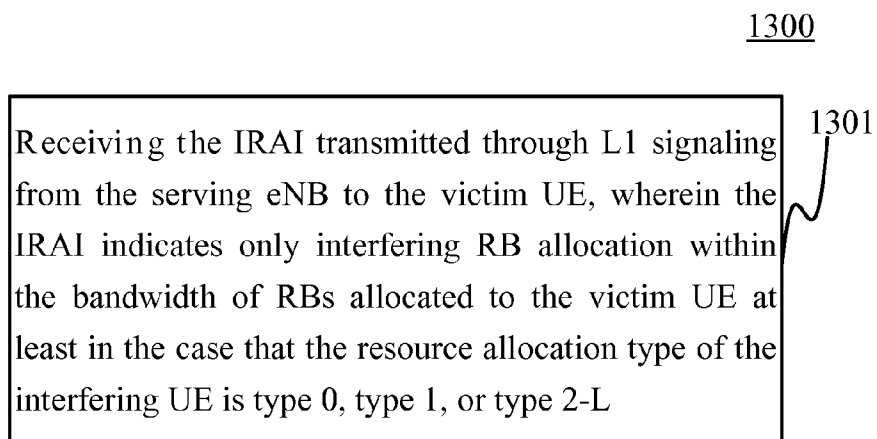 1300
Receiving the IRAI transmitted through L1 signaling
from the serving eNB to the victim UE, wherein the
IRAI indicates only interfering RB allocation within
the bandwidth of RBs allocated to the victim UE at
least in the case that the resource allocation type of the
interfering UE is type 0, type 1, or type 2-L
1301